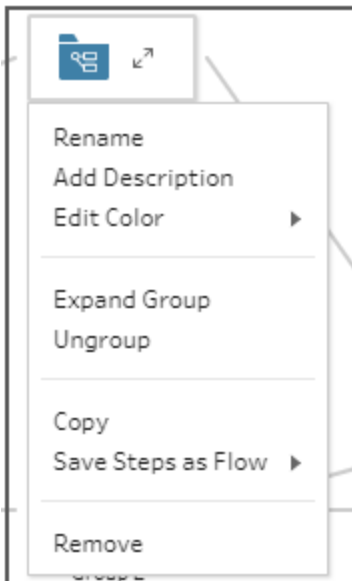 Rename
Add Description
Edit Color
Expand Group
Ungroup
Copy
Save Steps as Flow
Remove